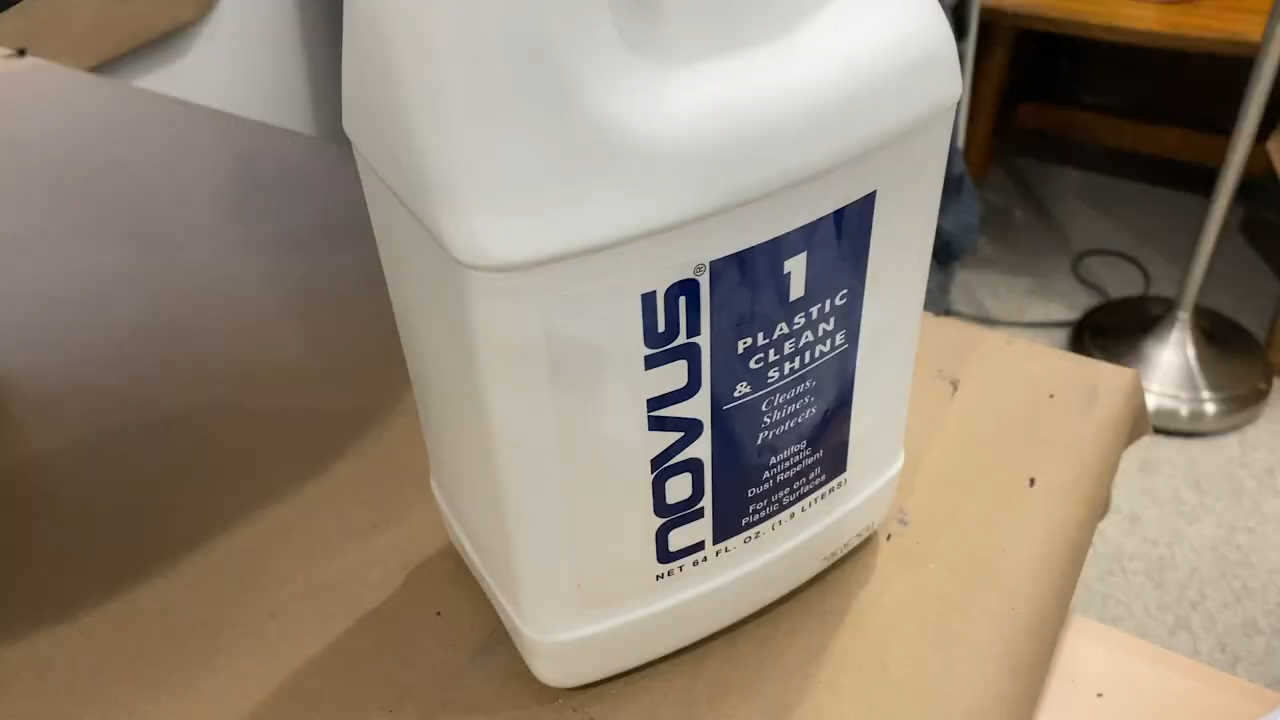 NOVUS®
1
PLASTIC
CLEAN
& SHINE
Cleans,
Shines,
Protects
Antifog
Antistatic
Dust Repellent
For use on all
Plastic Surfaces
NET 64 FL. OZ. (1.9 LITERS)